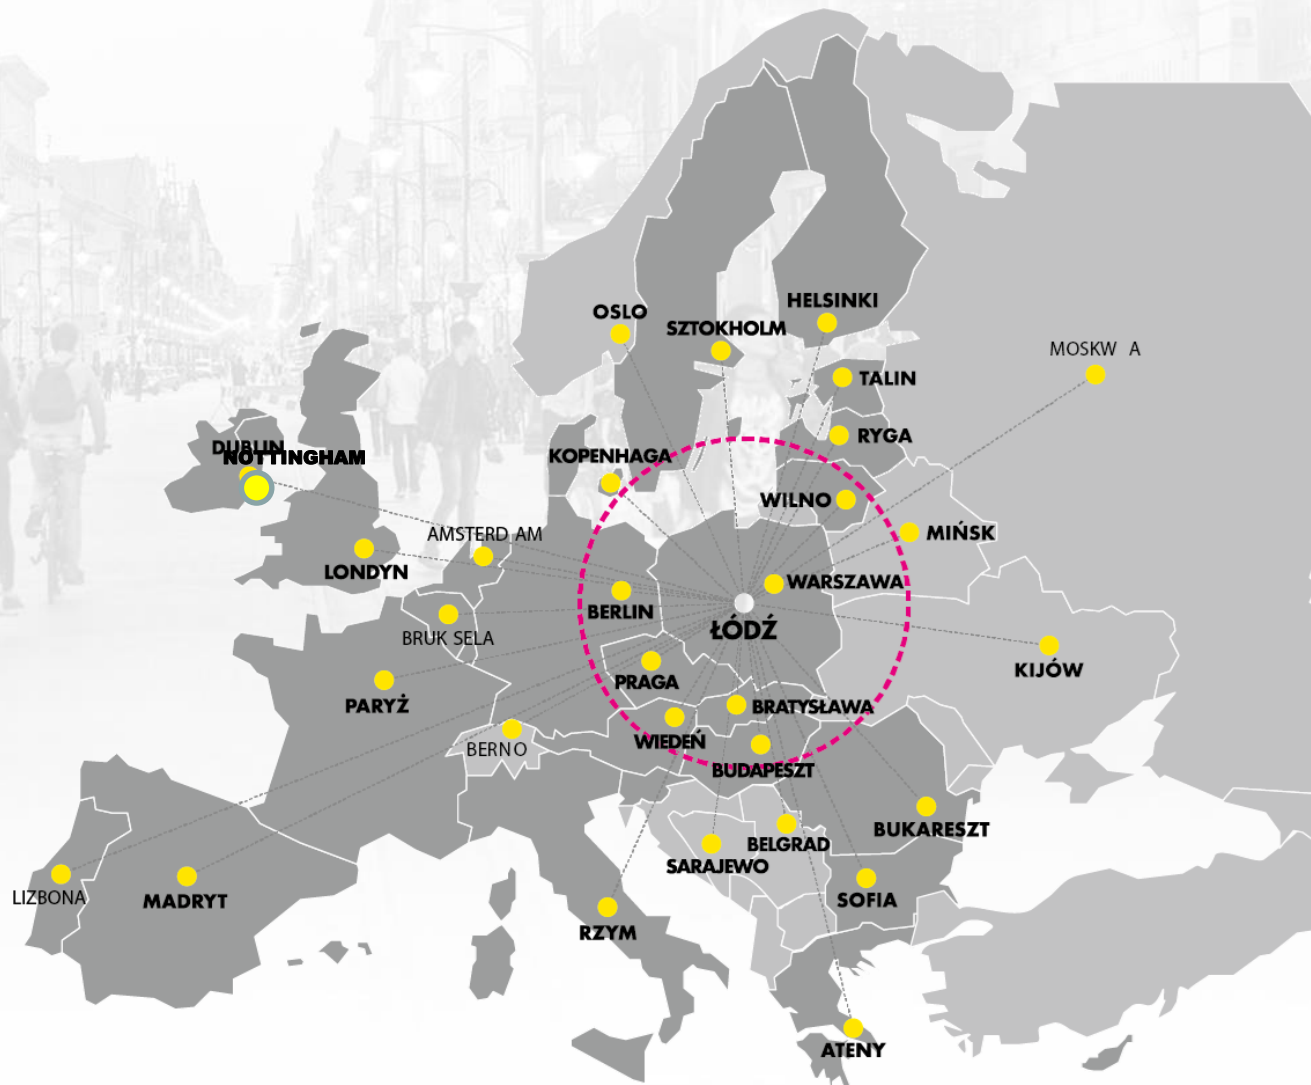 HELSINKI
OSLO
SZTOKHOLM
MOSKW A
TALIN
RYGA
DUBLIN
NOTTINGHAM
KOPENHAGA
WILNO
AMSTERD AM
MIŃSK
LONDYN
WARSZAWA
BERLIN
ŁÓDŹ
BRUK SELA
KIJÓW
PRAGA
PARYŻ
BRATYSŁAWA
WIEDEŃ
BERNO
BUDAPESZT
BUKARESZT
BELGRAD
SARAJEWO
LIZBONA
MADRYT
SOFIA
RZYM
ATENY